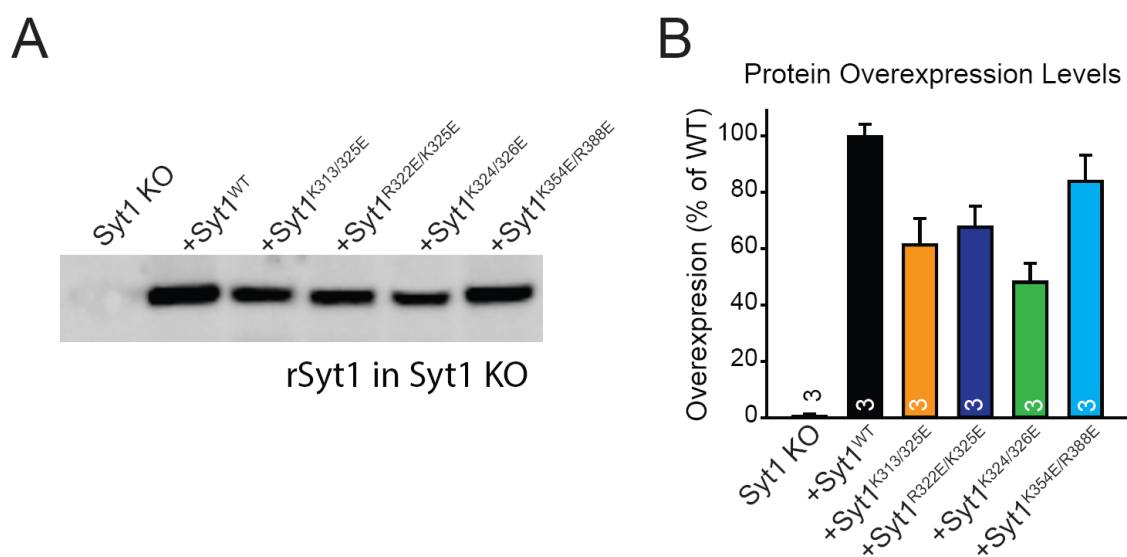 A
Syt1 KO
+Syt1WT
+Syt1K313/325E
+Syt1R322E/K325E
+Syt1K324/326E
+Syt1K354E/R388E
rSyt1 in Syt1 KO
B
Protein Overexpression Levels
Overexpresion (% of WT)
100
80
60
40
20
0
3
3
3
3
3
3
Syt1 KO
+Syt1WT
+Syt1K313/325E
+Syt1R322E/K325E
+Syt1K324/326E
+Syt1K354E/R388E